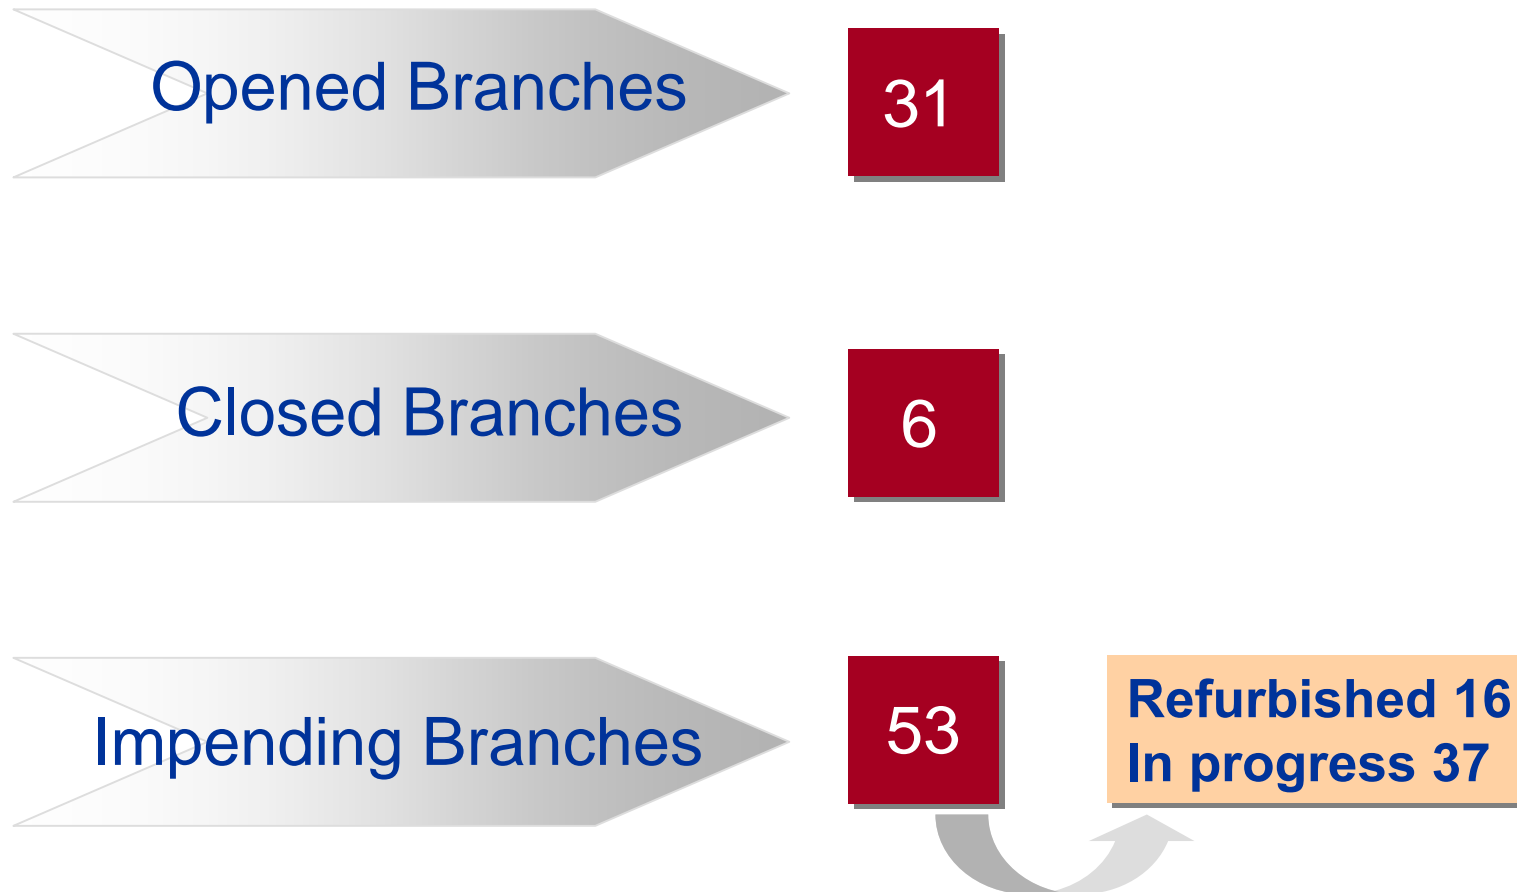 Opened Branches
31
Closed Branches
6
Impending Branches
53
Refurbished 16
In progress 37